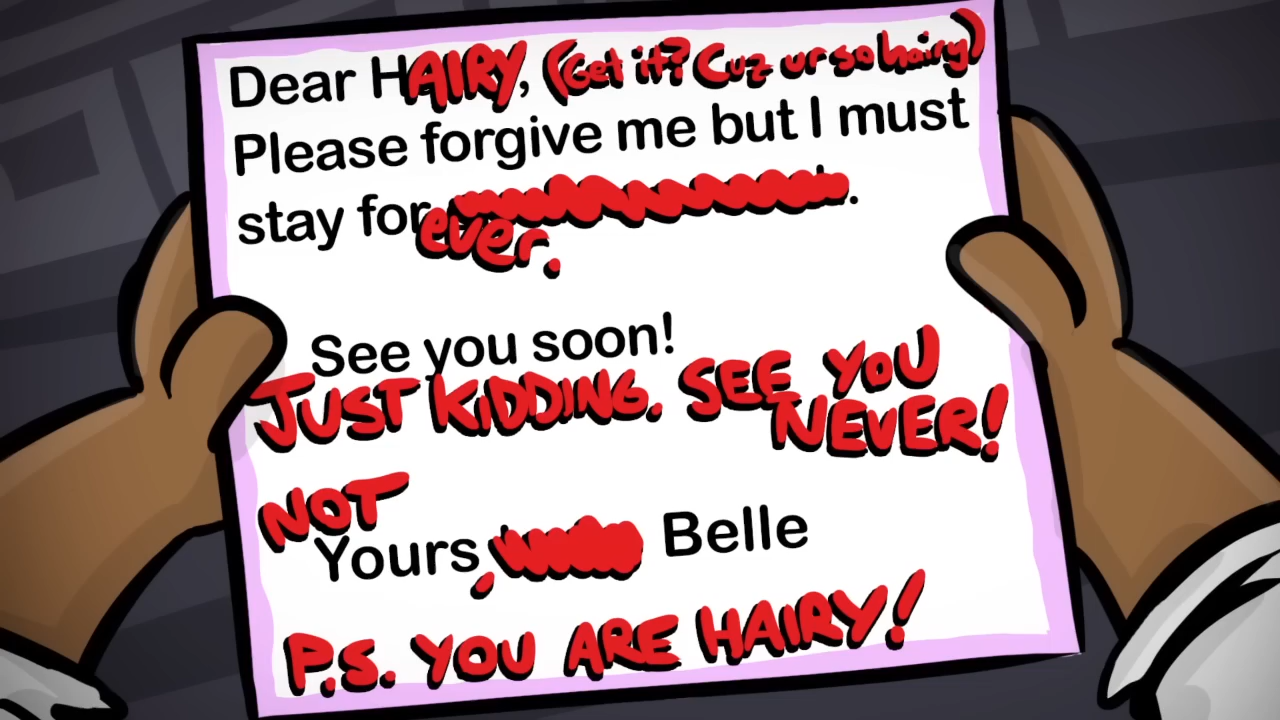 Dear HAIRY, (Get it? Cuz ur so hairy)
Please forgive me but I must
stay for ever.
See you soon!
JUST KIDDING. SEE YOU
NEVER!
NOT
Yours, Belle
P.S. YOU ARE HAIRY!